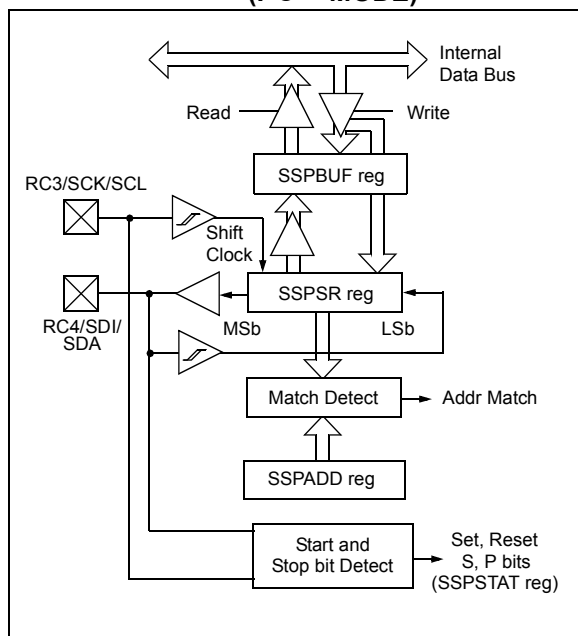 MODE)
Internal
Data Bus
Read
Write
SSPBUF reg
RC3/SCK/SCL
Shift
Clock
SSPSR reg
MSb
LSb
RC4/SDI/
SDA
Match Detect
Addr Match
SSPADD reg
Start and
Stop bit Detect
Set, Reset
S, P bits
(SSPSTAT reg)